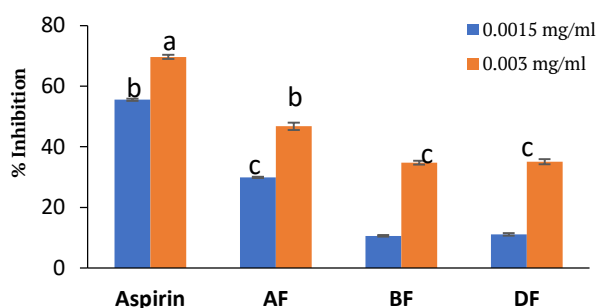 80
60
40
20
0
% Inhibition
b
a
c
b
c
c
0.0015 mg/ml
0.003 mg/ml
Aspirin
AF
BF
DF